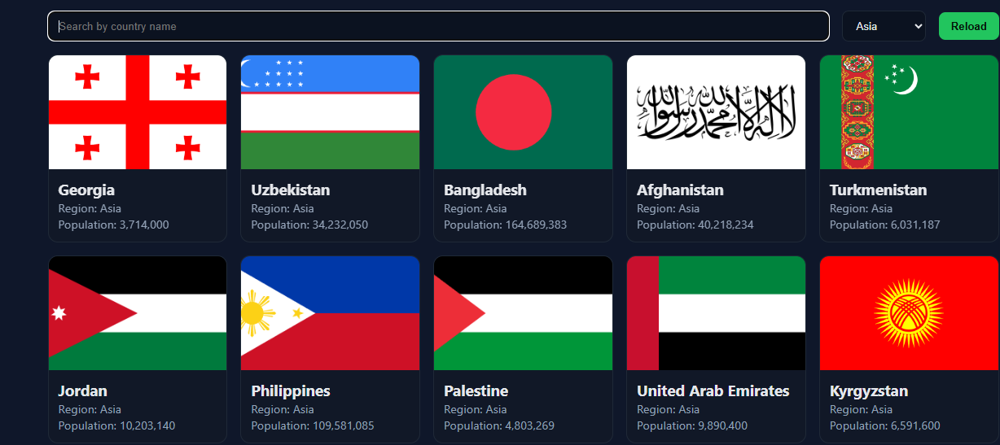 Search by country name
Asia
Reload
لا إله إلا الله محمد رسول الله
Georgia
Region: Asia
Population: 3,714,000
Uzbekistan
Region: Asia
Population: 34,232,050
Bangladesh
Region: Asia
Population: 164,689,383
Afghanistan
Region: Asia
Population: 40,218,234
Turkmenistan
Region: Asia
Population: 6,031,187
Jordan
Region: Asia
Population: 10,203,140
Philippines
Region: Asia
Population: 109,581,085
Palestine
Region: Asia
Population: 4,803,269
United Arab Emirates
Region: Asia
Population: 9,890,400
Kyrgyzstan
Region: Asia
Population: 6,591,600